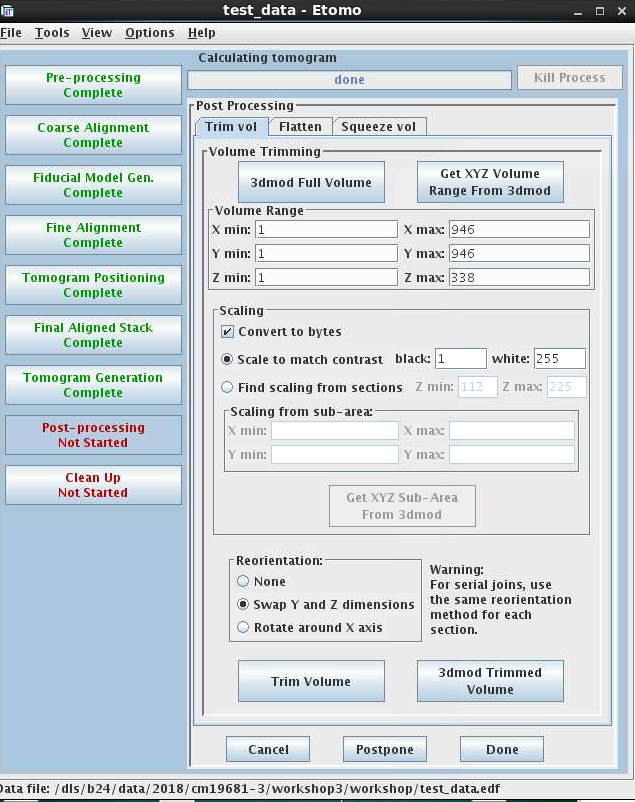 test_data - Etomo
File Tools View Options Help
Calculating tomogram
done
Kill Process
Pre-processing
Complete
Coarse Alignment
Complete
Fiducial Model Gen.
Complete
Fine Alignment
Complete
Tomogram Positioning
Complete
Final Aligned Stack
Complete
Tomogram Generation
Complete
Post-processing
Not Started
Clean Up
Not Started
Post Processing
Trim vol Flatten Squeeze vol
Volume Trimming
3dmod Full Volume
Get XYZ Volume
Range From 3dmod
Volume Range
X min: 1 X max: 946
Y min: 1 Y max: 946
Z min: 1 Z max: 338
Scaling
Convert to bytes
Scale to match contrast black: 1 white: 255
Find scaling from sections Z min: 112 Z max: 225
Scaling from sub-area:
X min: X max:
Y min: Y max:
Get XYZ Sub-Area
From 3dmod
Reorientation:
None
Swap Y and Z dimensions
Rotate around X axis
Warning:
For serial joins, use
the same reorientation
method for each
section.
Trim Volume
3dmod Trimmed
Volume
Cancel Postpone Done
Data file: /dls/b24/data/2018/cm19681-3/workshop3/workshop/test_data.edf